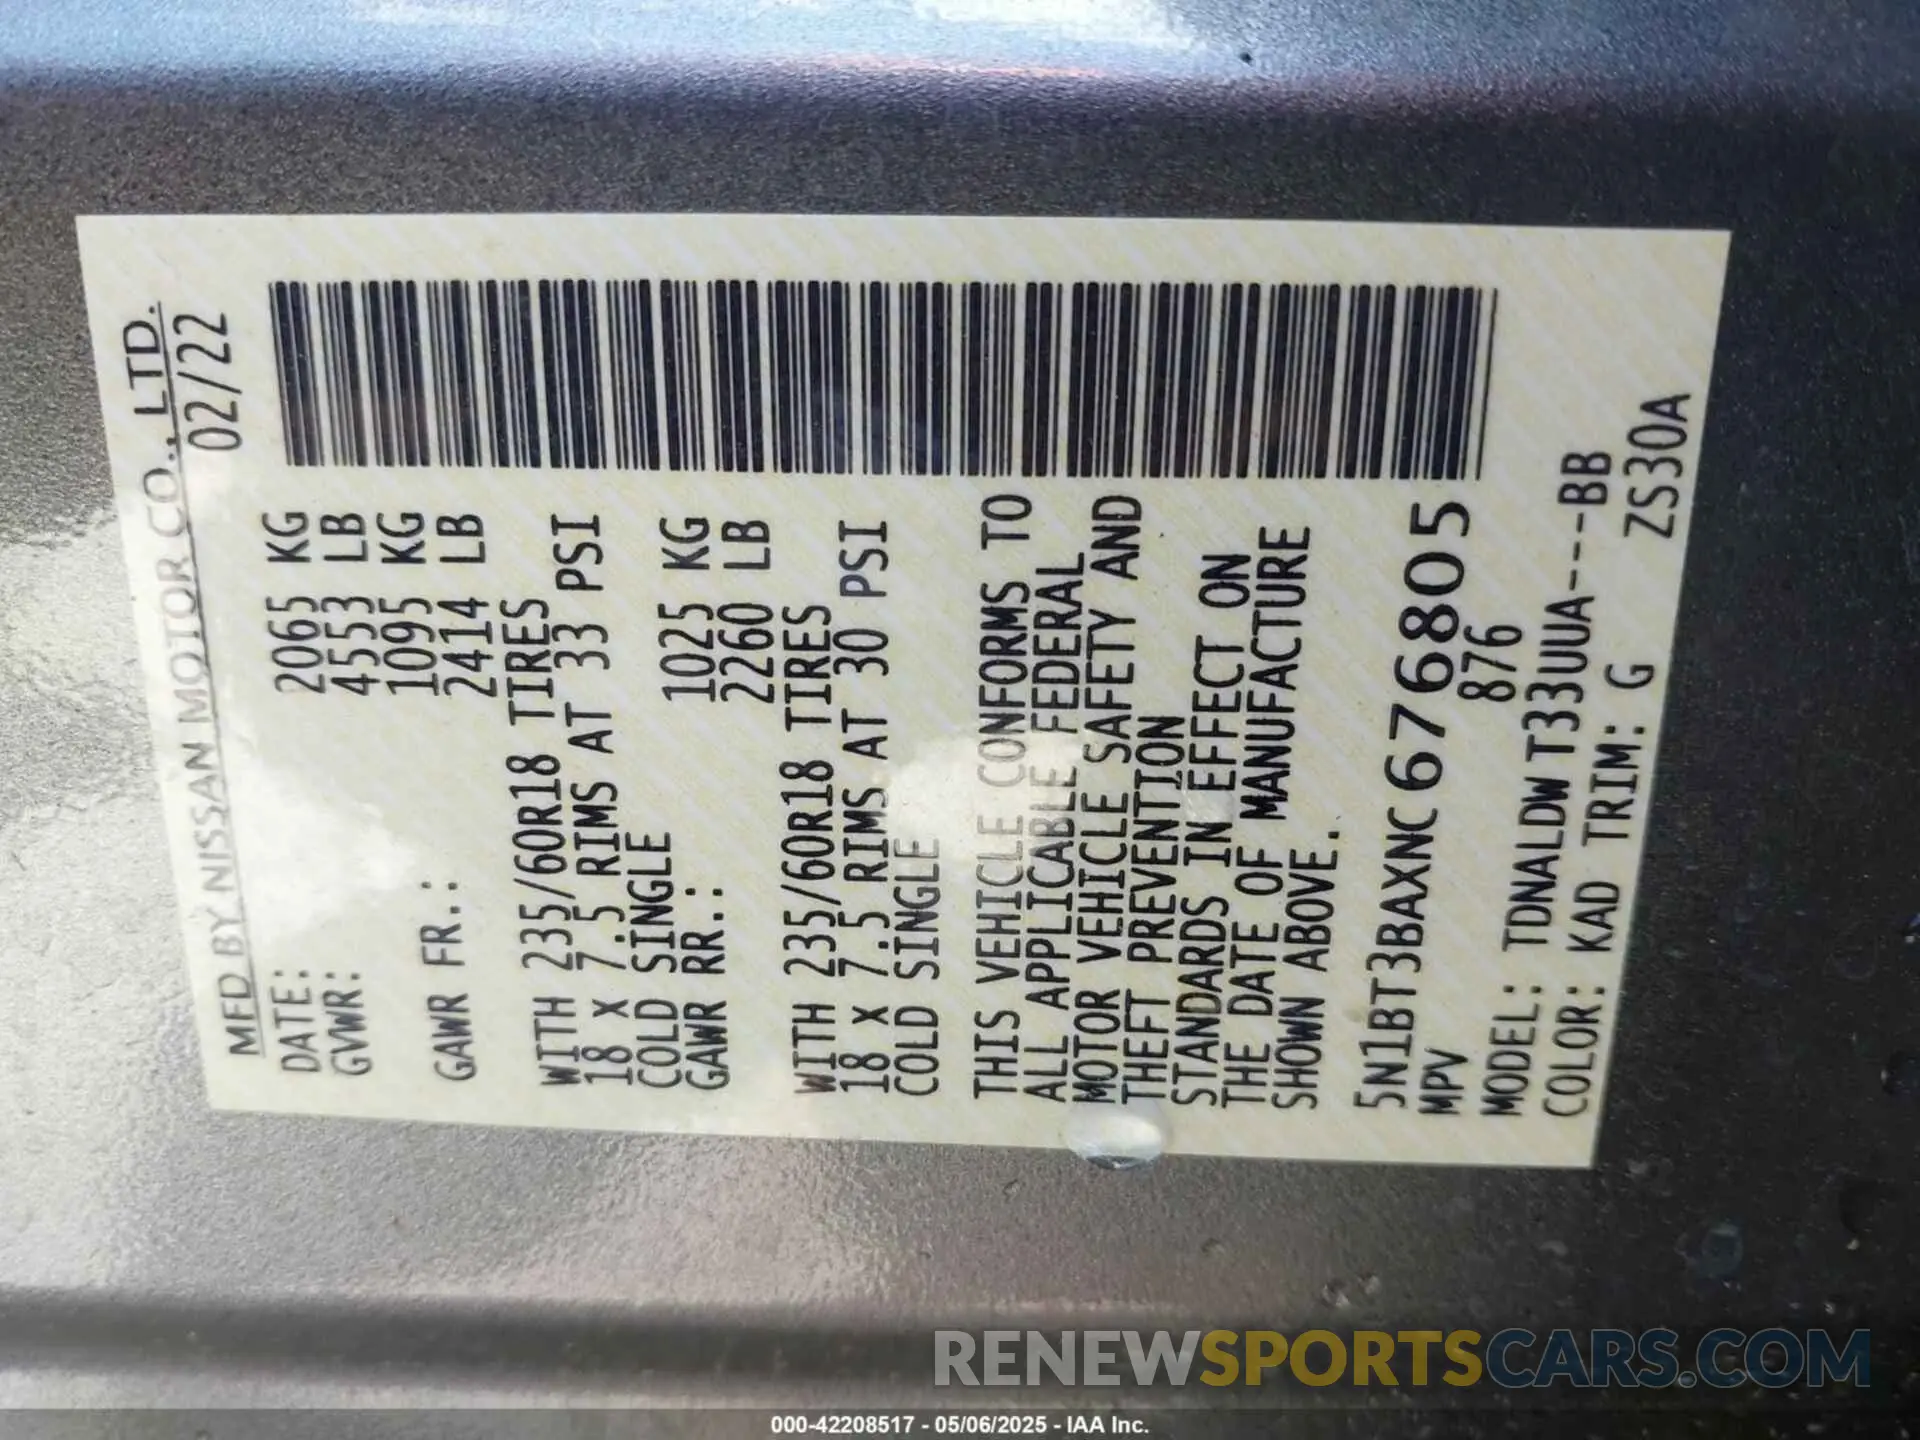 MFD BY NISSAN MOTOR CO., LTD.
DATE: 02/22
GVWR: 2065 KG
4553 LB
GAWR FR.: 1095 KG
2414 LB
WITH 235/60R18 TIRES
18 X 7.5 RIMS AT 33 PSI
COLD SINGLE
GAWR RR.: 1025 KG
2260 LB
WITH 235/60R18 TIRES
18 X 7.5 RIMS AT 30 PSI
COLD SINGLE
THIS VEHICLE CONFORMS TO
ALL APPLICABLE FEDERAL
MOTOR VEHICLE SAFETY AND
THEFT PREVENTION
STANDARDS IN EFFECT ON
THE DATE OF MANUFACTURE
SHOWN ABOVE.
5N1BT3BAXNC676805
MPV 876
MODEL: TDNALDWT33UUA---BB
COLOR: KAD TRIM: G ZS30A
RENEWSPORTSCARS.COM
000-42208517 - 05/06/2025 - IAA Inc.